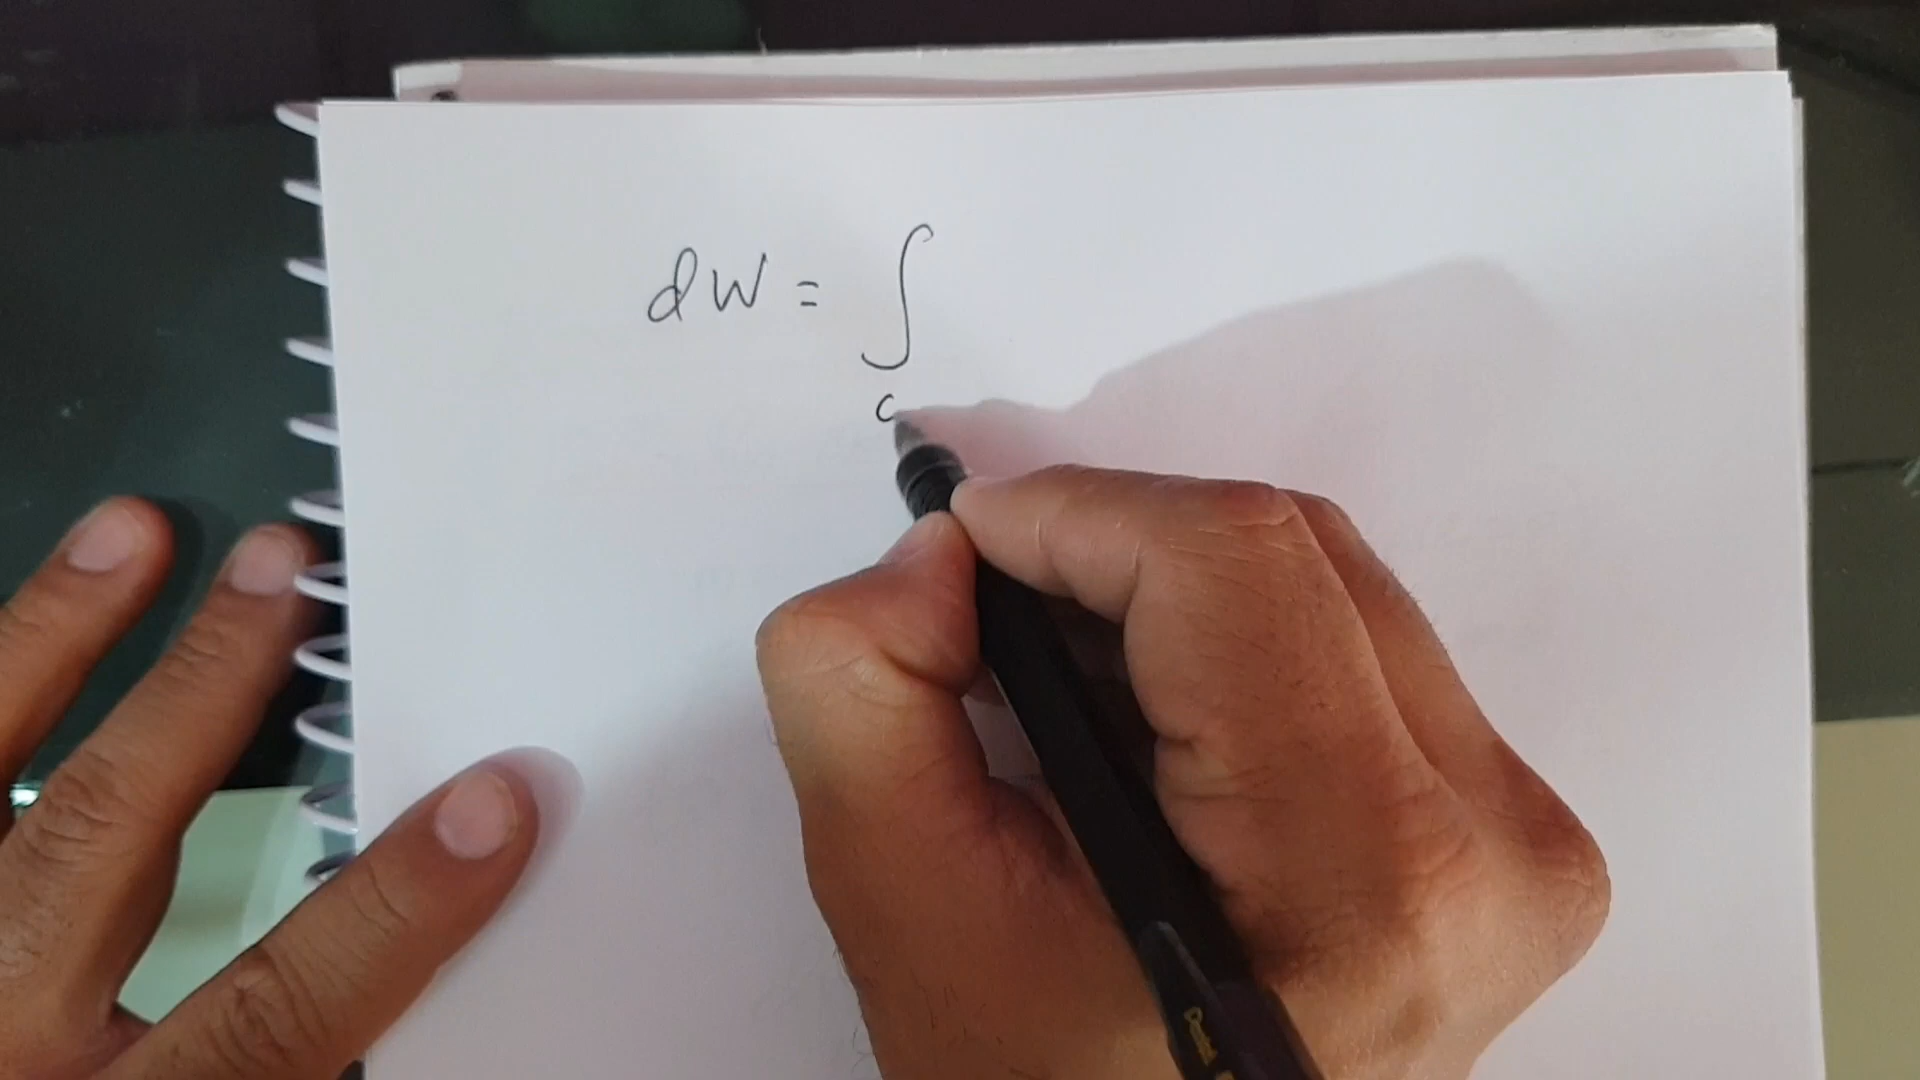 dW = ∫
c